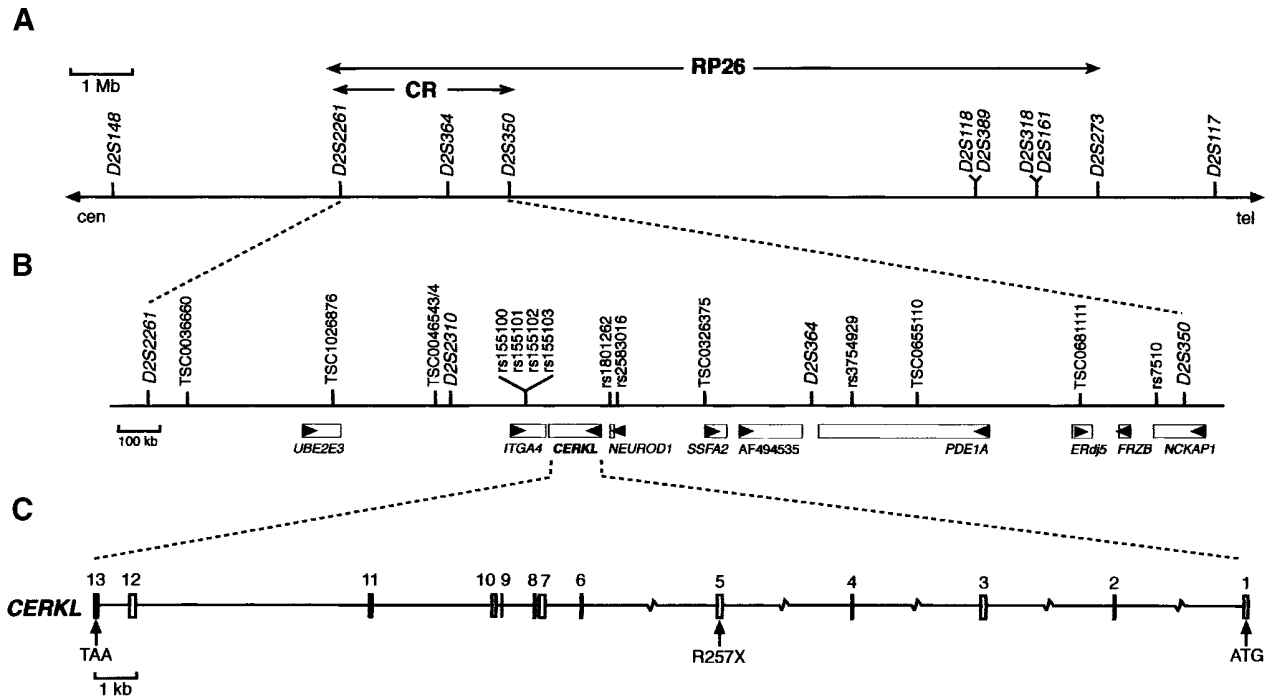 A
1 Mb
RP26
CR
D2S148
D2S2261
D2S364
D2S350
D2S118
D2S389
D2S318
D2S161
D2S273
D2S117
cen
tel
B
D2S2261
TSC0036660
TSC1026876
TSC0046543/4
D2S2310
rs155100
rs155101
rs155102
rs155103
rs1801262
rs2583016
TSC0326375
D2S364
rs3754929
TSC0655110
TSC0681111
rs7510
D2S350
100 kb
UBE2E3
ITGA4
CERKL
NEUROD1
SSFA2
AF494535
PDE1A
ERdj5
FRZB
NCKAP1
C
13 12 11 10 9 8 7 6 5 4 3 2 1
CERKL
TAA
R257X
ATG
1 kb